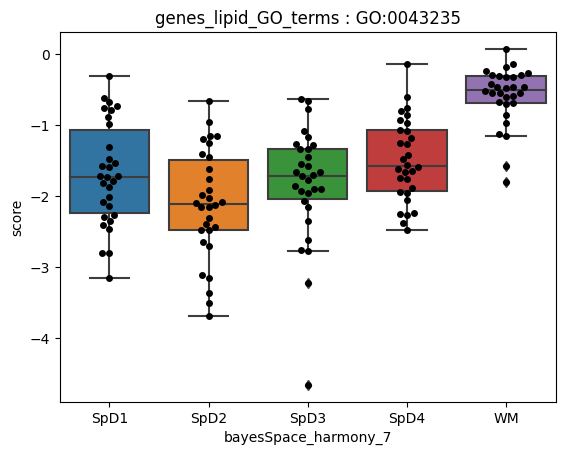 genes_lipid_GO_terms : GO:0043235
0
−1
−2
−3
−4
score
SpD1 SpD2 SpD3 SpD4 WM
bayesSpace_harmony_7